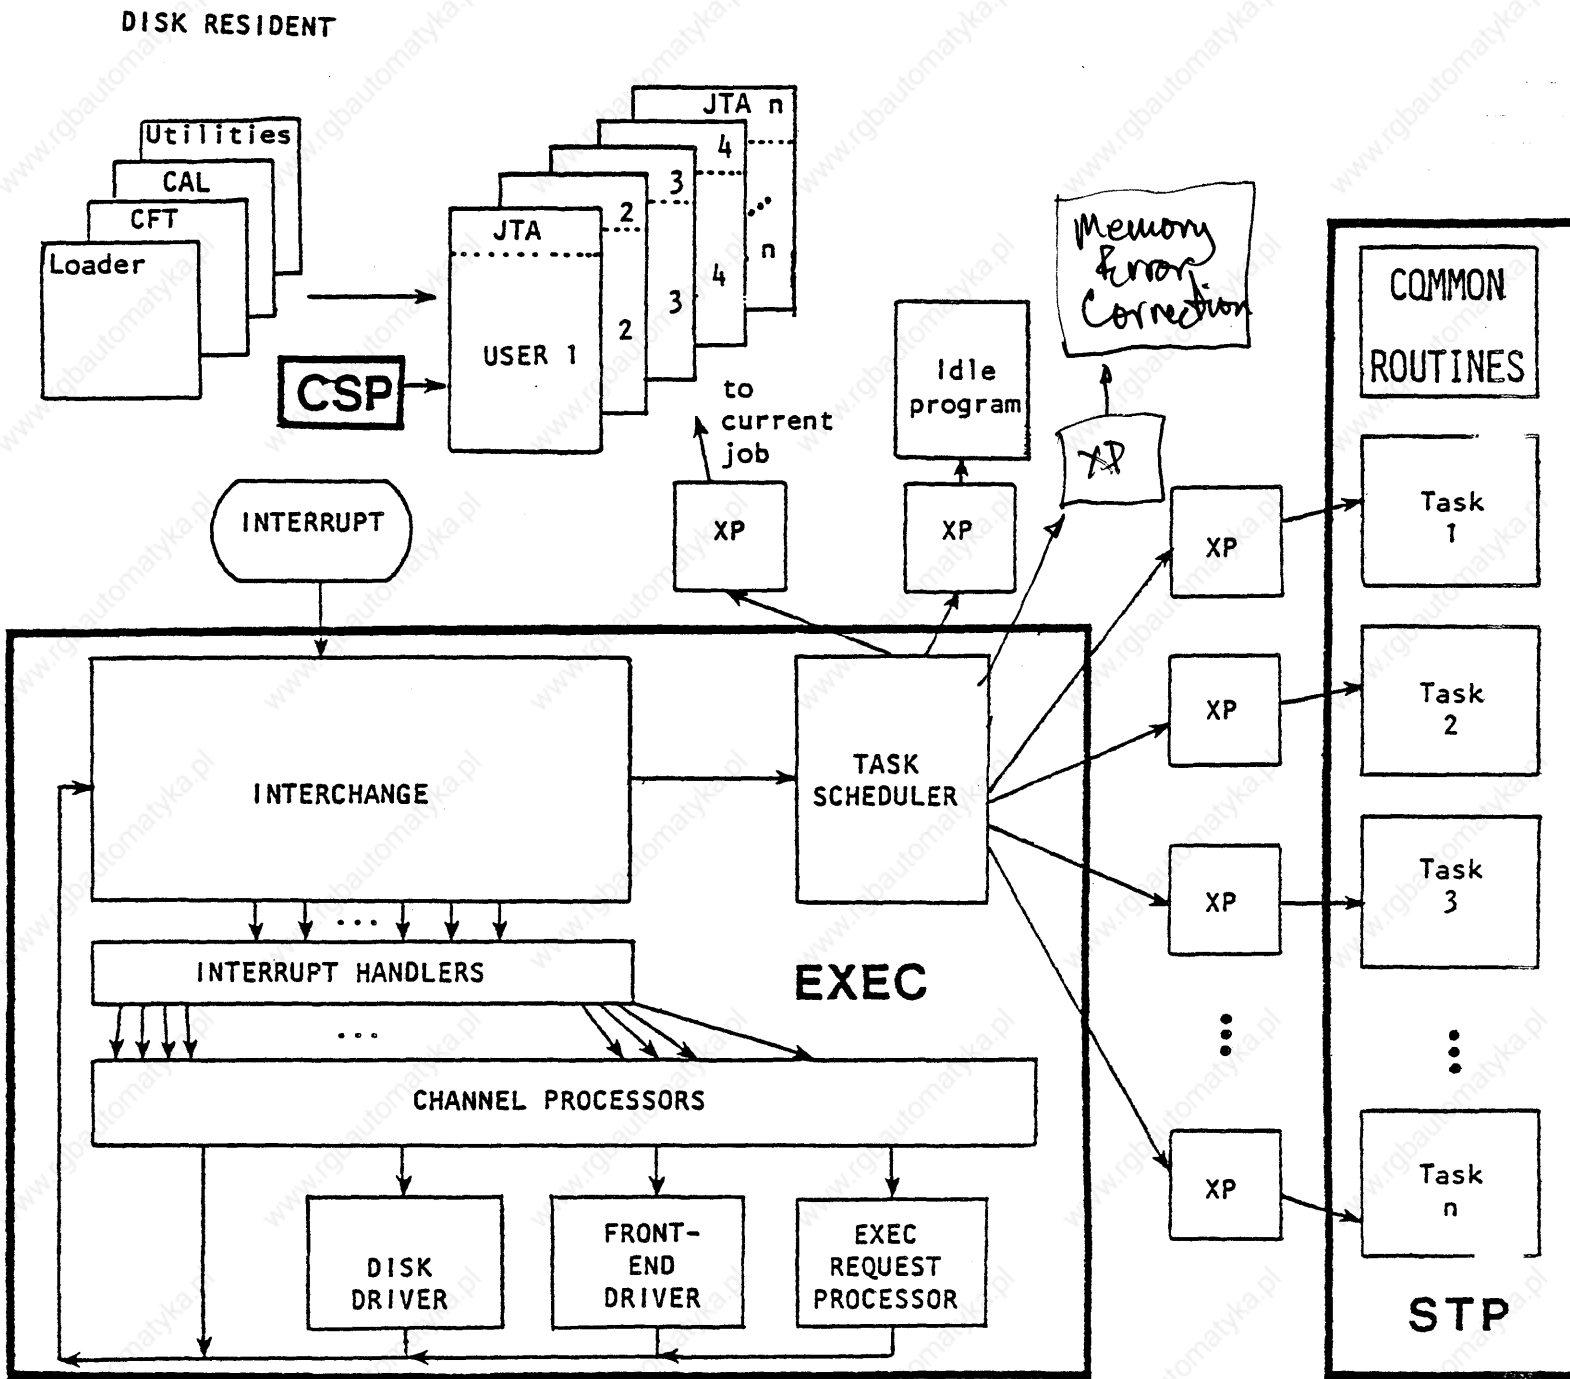 DISK RESIDENT
Utilities
CAL
CFT
Loader
JTA n
4
3
2
JTA
n
4
3
2
USER 1
CSP
to
current
job
Idle
program
Memory
Error
Correction
XP
COMMON
ROUTINES
INTERRUPT
XP
XP
XP
Task
1
XP
Task
2
XP
Task
3
XP
Task
n
INTERCHANGE
TASK
SCHEDULER
...
INTERRUPT HANDLERS
EXEC
...
CHANNEL PROCESSORS
DISK
DRIVER
FRONT-
END
DRIVER
EXEC
REQUEST
PROCESSOR
STP
www.rgbautomatyka.pl